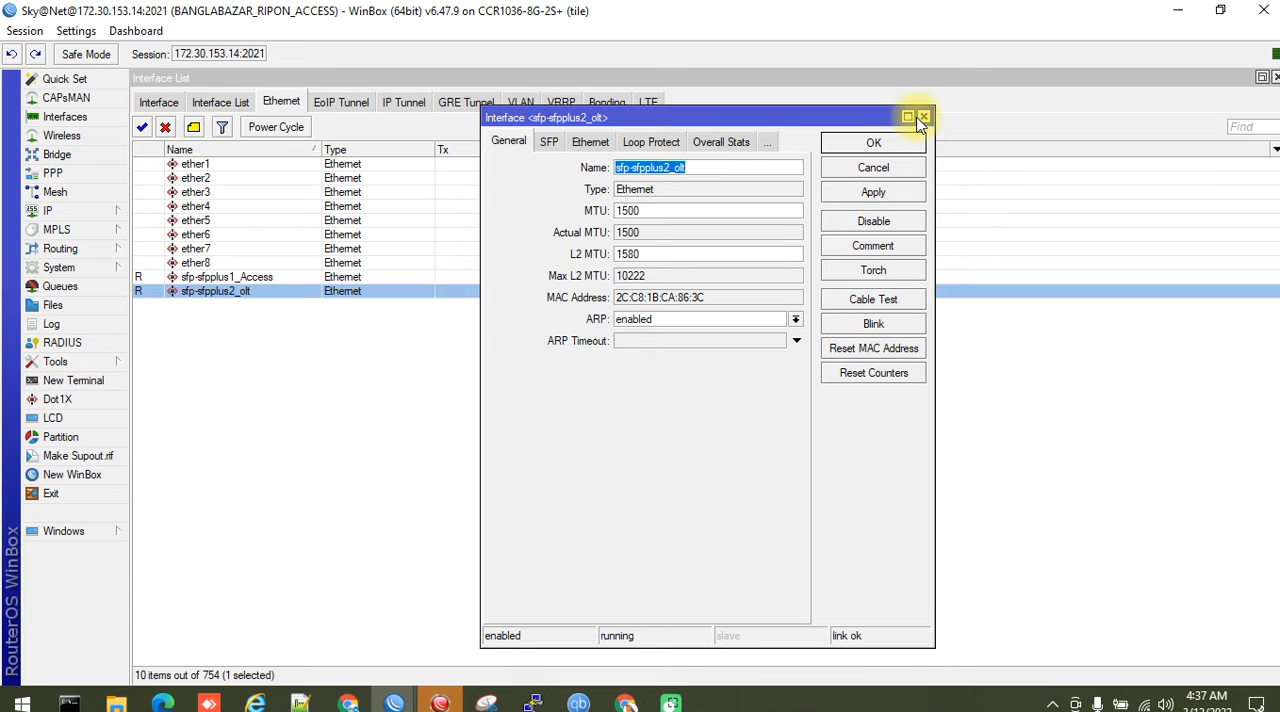 Sky@Net@172.30.153.14:2021 (BANGLABAZAR_RIPON_ACCESS) - WinBox (64bit) v6.47.9 on CCR1036-8G-2S+ (tile)
Session Settings Dashboard
Safe Mode Session: 172.30.153.14:2021
Quick Set
CAPsMAN
Interfaces
Wireless
Bridge
PPP
Mesh
IP
MPLS
Routing
System
Queues
Files
Log
RADIUS
Tools
New Terminal
Dot1X
LCD
Partition
Make Supout.rif
New WinBox
Exit
Windows
RouterOS WinBox
Interface List
Interface Interface List Ethernet EoIP Tunnel IP Tunnel GRE Tunnel VLAN VRRP Bonding LTE
Power Cycle Find
Name Type Tx
ether1 Ethernet
ether2 Ethernet
ether3 Ethernet
ether4 Ethernet
ether5 Ethernet
ether6 Ethernet
ether7 Ethernet
ether8 Ethernet
R sfp-sfpplus1_Access Ethernet
R sfp-sfpplus2_olt Ethernet
10 items out of 754 (1 selected)
Interface <sfp-sfpplus2_olt>
General SFP Ethernet Loop Protect Overall Stats ...
Name: sfp-sfpplus2_olt
Type: Ethernet
MTU: 1500
Actual MTU: 1500
L2 MTU: 1580
Max L2 MTU: 10222
MAC Address: 2C:C8:1B:CA:86:3C
ARP: enabled
ARP Timeout:
OK
Cancel
Apply
Disable
Comment
Torch
Cable Test
Blink
Reset MAC Address
Reset Counters
enabled running slave link ok
4:37 AM